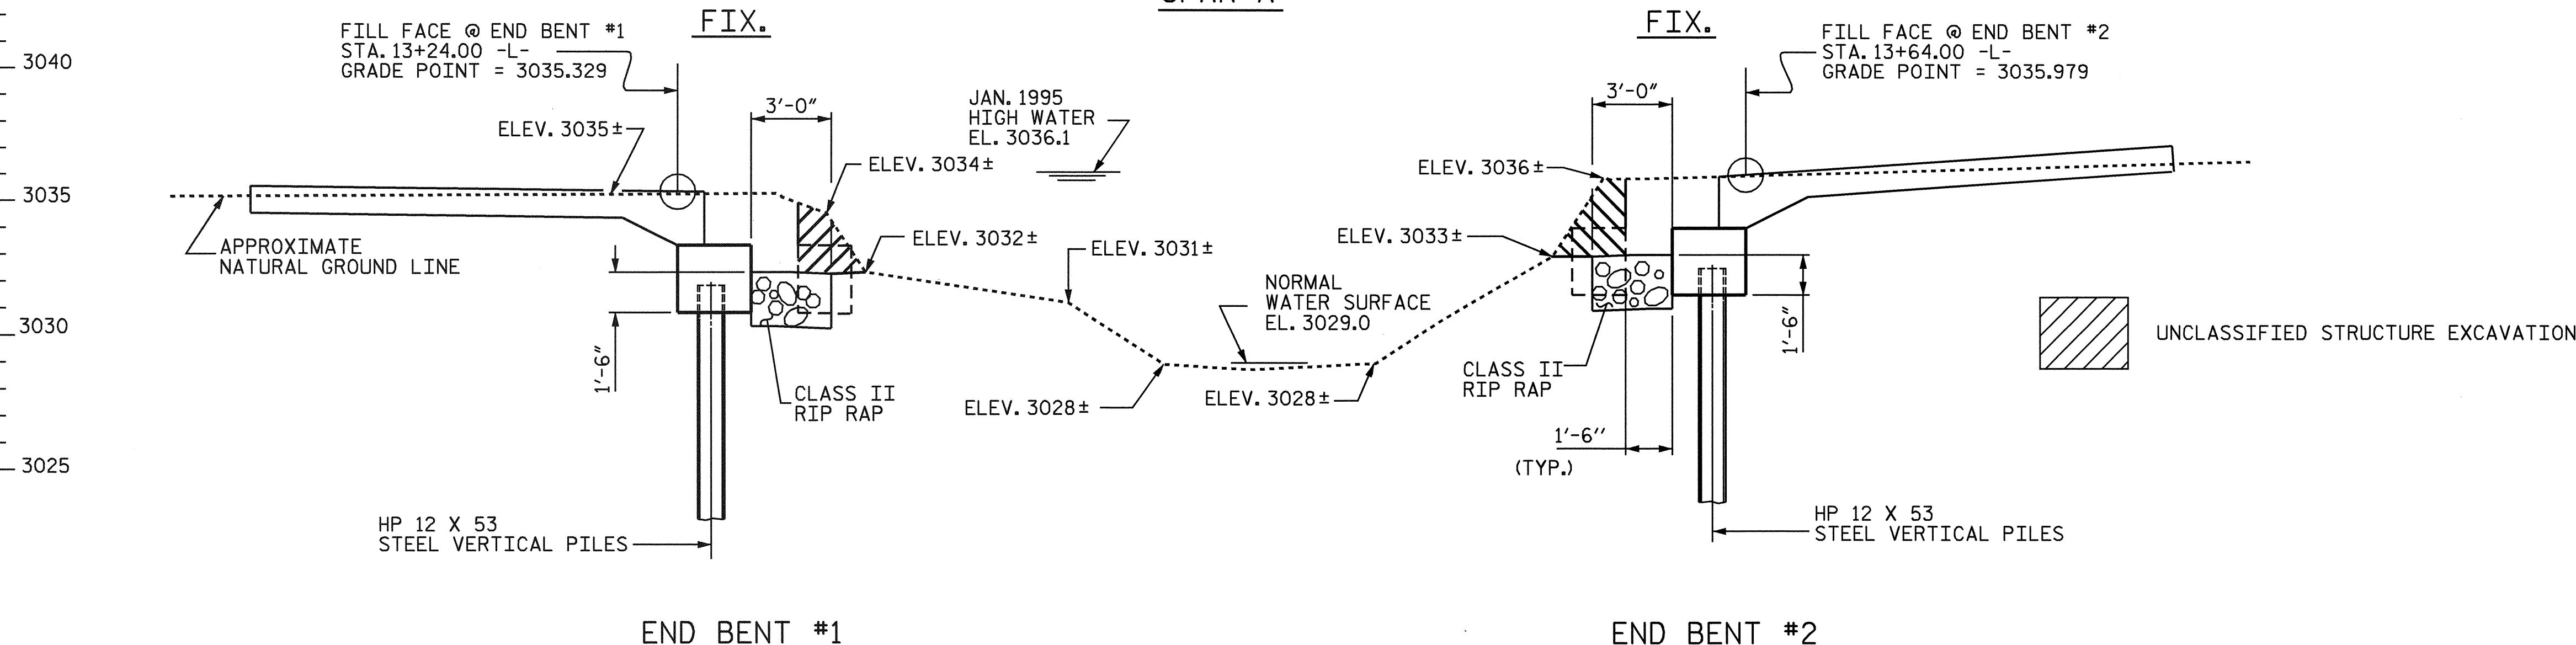 FIX.
FIX.
FILL FACE @ END BENT #1
STA. 13+24.00 -L-
GRADE POINT = 3035.329
FILL FACE @ END BENT #2
STA. 13+64.00 -L-
GRADE POINT = 3035.979
3040
3'-0"
JAN. 1995
HIGH WATER
EL. 3036.1
3'-0"
ELEV. 3035±
ELEV. 3034±
ELEV. 3036±
3035
APPROXIMATE
NATURAL GROUND LINE
ELEV. 3032±
ELEV. 3031±
ELEV. 3033±
NORMAL
WATER SURFACE
EL. 3029.0
3030
UNCLASSIFIED STRUCTURE EXCAVATION
1'-6"
1'-6"
CLASS II
RIP RAP
CLASS II
RIP RAP
ELEV. 3028±
ELEV. 3028±
1'-6"
(TYP.)
3025
HP 12 X 53
STEEL VERTICAL PILES
HP 12 X 53
STEEL VERTICAL PILES
END BENT #1
END BENT #2